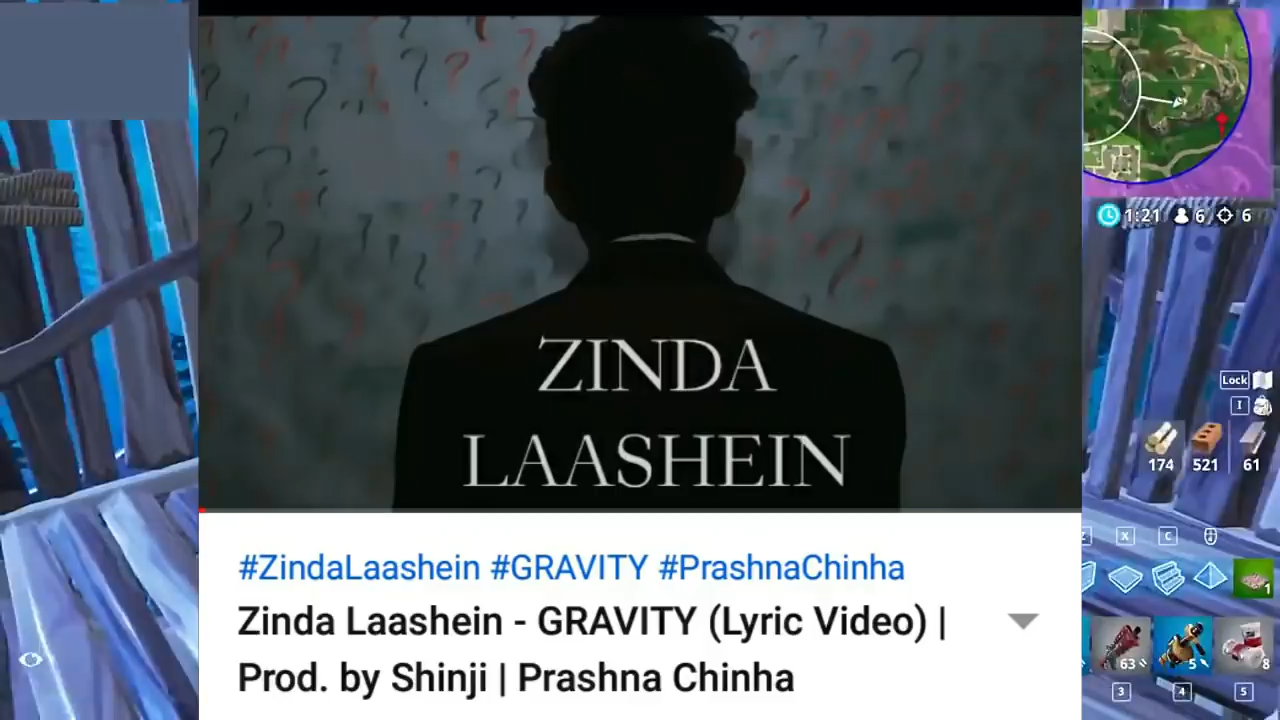 ZINDA
LAASHEIN
#ZindaLaashein #GRAVITY #PrashnaChinha
Zinda Laashein - GRAVITY (Lyric Video) |
Prod. by Shinji | Prashna Chinha
1:21 6 6
Lock
I
174 521 61
Z X C
1
63 5 8
3 4 5